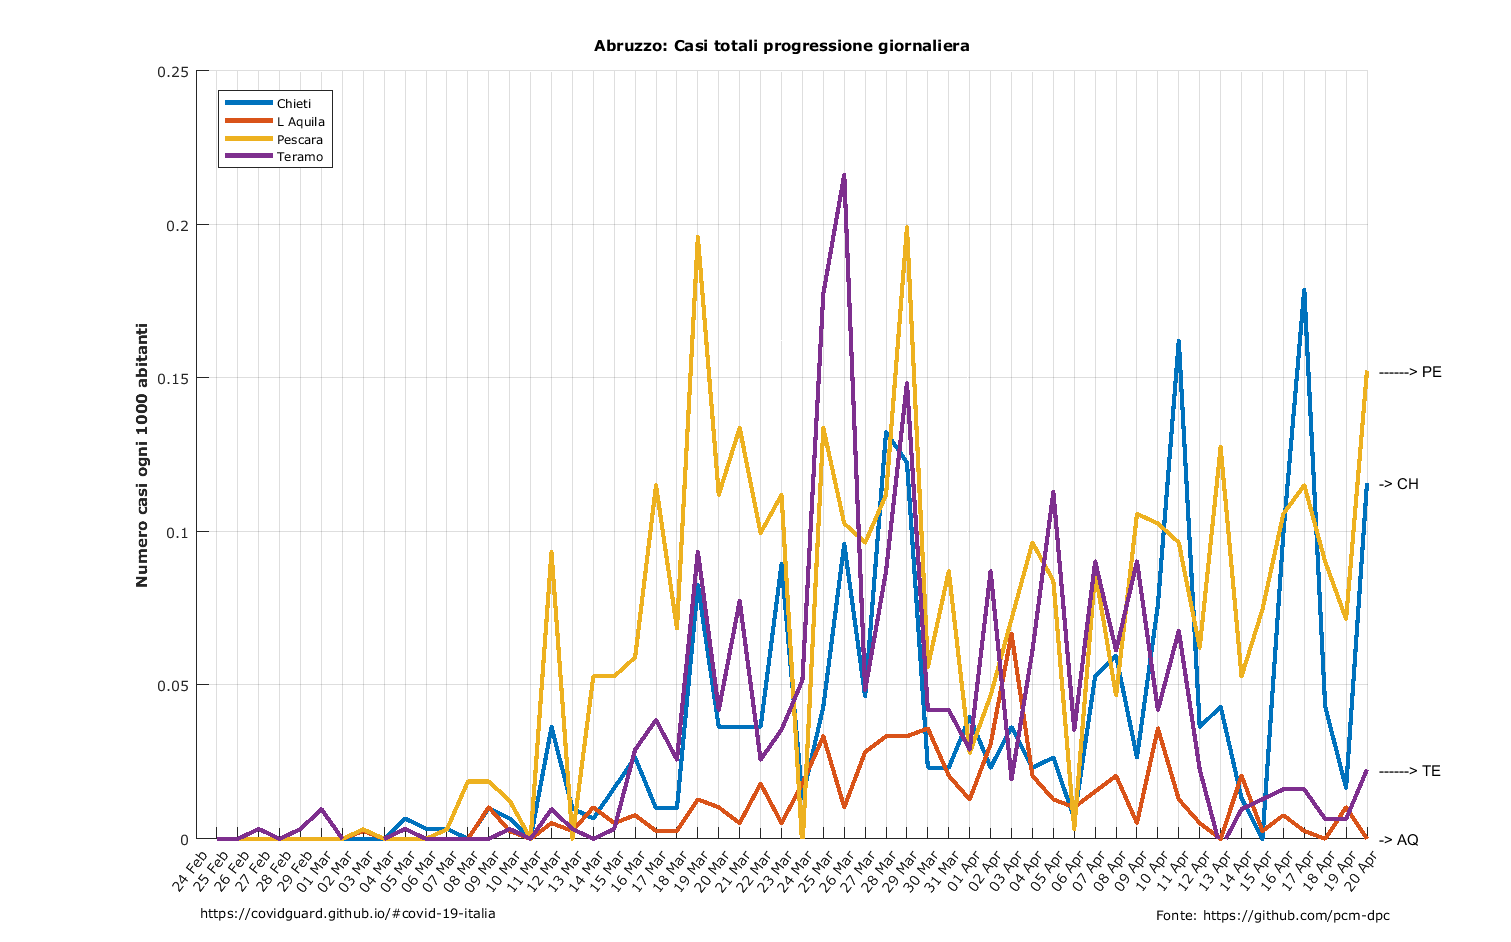 Abruzzo: Casi totali progressione giornaliera
Numero casi ogni 1000 abitanti
0.25
0.2
0.15
0.1
0.05
0
Chieti
L Aquila
Pescara
Teramo
------> PE
-> CH
------> TE
-> AQ
24 Feb
25 Feb
26 Feb
27 Feb
28 Feb
29 Feb
01 Mar
02 Mar
03 Mar
04 Mar
05 Mar
06 Mar
07 Mar
08 Mar
09 Mar
10 Mar
11 Mar
12 Mar
13 Mar
14 Mar
15 Mar
16 Mar
17 Mar
18 Mar
19 Mar
20 Mar
21 Mar
22 Mar
23 Mar
24 Mar
25 Mar
26 Mar
27 Mar
28 Mar
29 Mar
30 Mar
31 Mar
01 Apr
02 Apr
03 Apr
04 Apr
05 Apr
06 Apr
07 Apr
08 Apr
09 Apr
10 Apr
11 Apr
12 Apr
13 Apr
14 Apr
15 Apr
16 Apr
17 Apr
18 Apr
19 Apr
20 Apr
https://covidguard.github.io/#covid-19-italia
Fonte: https://github.com/pcm-dpc